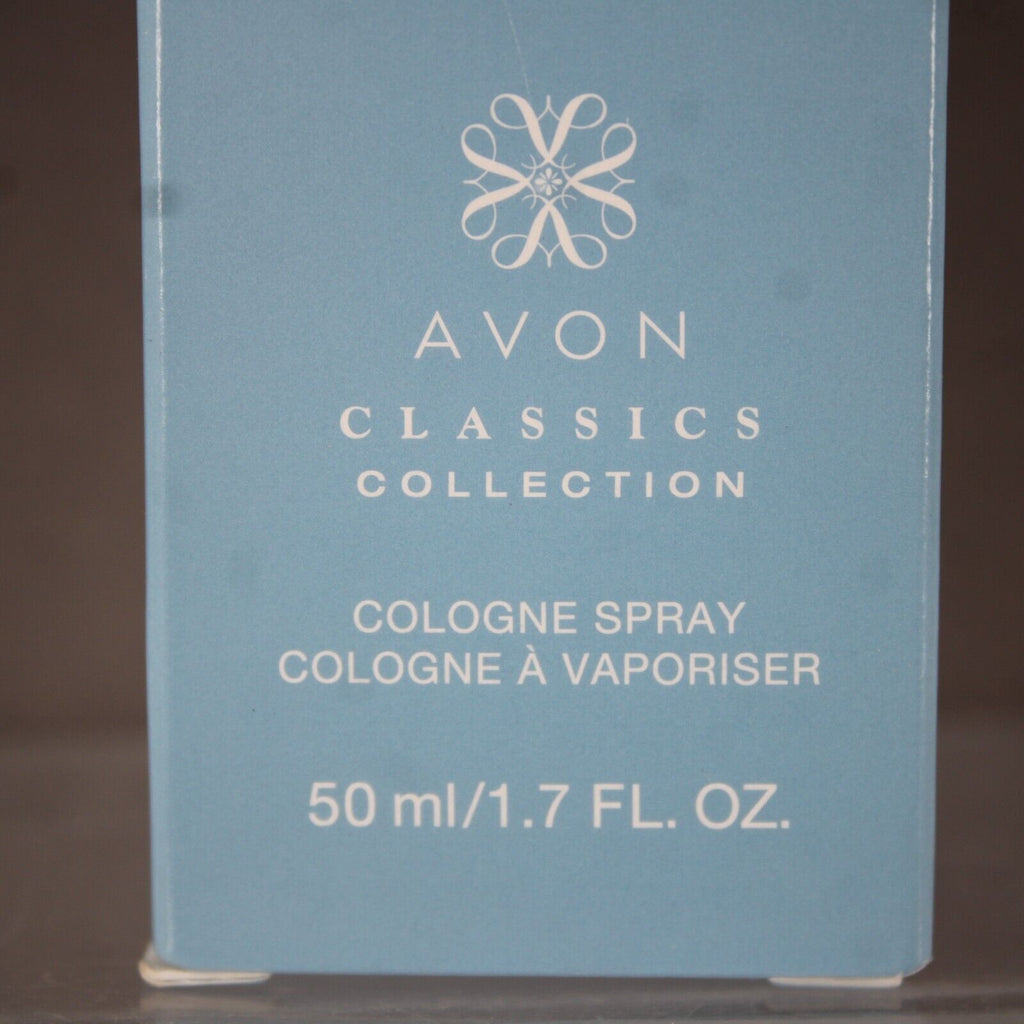 AVON
CLASSICS
COLLECTION
COLOGNE SPRAY
COLOGNE À VAPORISER
50 ml/1.7 FL. OZ.